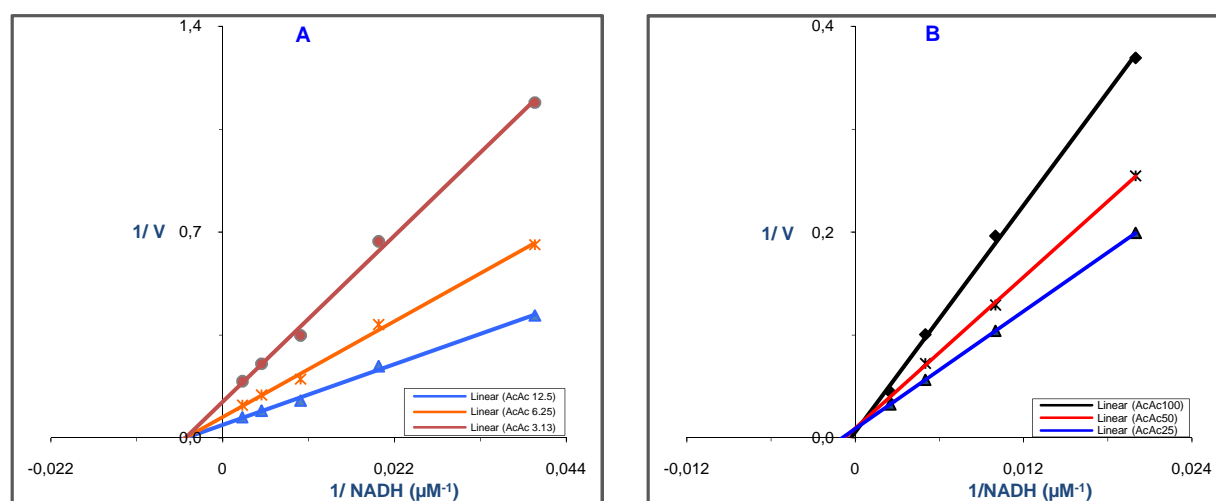 A
1,4
1/ V
0,7
0,0
-0,022
0
0,022
0,044
1/ NADH (µM-1)
Linear (AcAc 12.5)
Linear (AcAc 6.25)
Linear (AcAc 3.13)
B
0,4
1/ V
0,2
0,0
-0,012
0
0,012
0,024
1/NADH (µM-1)
Linear (AcAc100)
Linear (AcAc50)
Linear (AcAc25)